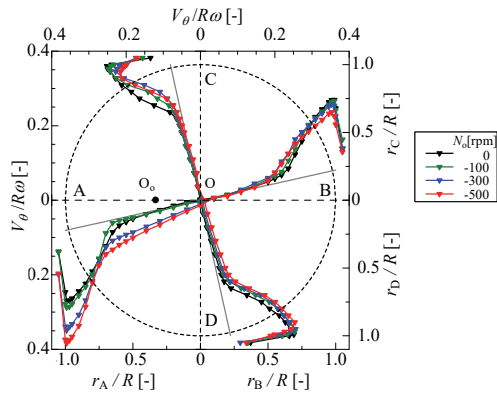 V_θ/Rω [-]
0.4 0.2 0 0.2 0.4
0.4 0.2 0 0.2 0.4
V_θ/Rω [-]
1.0 0.5 0 0.5 1.0
r_C/R [-]
r_D/R [-]
C
A O_o O B
D
N_o[rpm]
0
-100
-300
-500
1.0 0.5 0 0.5 1.0
r_A/R [-] r_B/R [-]